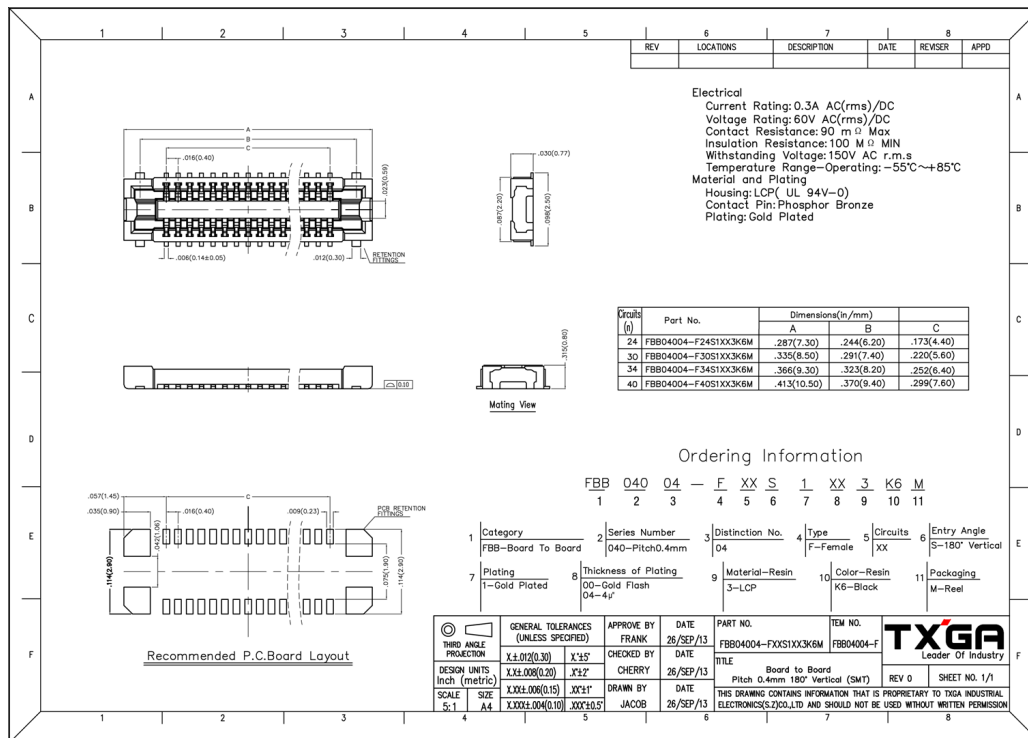 1 2 3 4 5 6 7 8
REV LOCATIONS DESCRIPTION DATE REVISER APPD
A A
B B
C C
D D
E E
F F
Electrical
Current Rating: 0.3A AC(rms)/DC
Voltage Rating: 60V AC(rms)/DC
Contact Resistance: 90 m Ω Max
Insulation Resistance: 100 M Ω MIN
Withstanding Voltage: 150V AC r.m.s
Temperature Range-Operating: -55°C~+85°C
Material and Plating
Housing: LCP( UL 94V-0)
Contact Pin: Phosphor Bronze
Plating: Gold Plated
A
B
C
.016(0.40)
.023(0.59)
.006(0.14±0.05)
.012(0.30)
RETENTION
FITTINGS
.030(0.77)
.087(2.20)
.098(2.50)
0.10
.315(0.80)
Mating View
Circuits (n) Part No. Dimensions(in/mm)
A B C
24 FBB04004-F24S1XX3K6M .287(7.30) .244(6.20) .173(4.40)
30 FBB04004-F30S1XX3K6M .335(8.50) .291(7.40) .220(5.60)
34 FBB04004-F34S1XX3K6M .366(9.30) .323(8.20) .252(6.40)
40 FBB04004-F40S1XX3K6M .413(10.50) .370(9.40) .299(7.60)
Ordering Information
FBB 040 04 - F XX S 1 XX 3 K6 M
1 2 3 4 5 6 7 8 9 10 11
1 Category
FBB-Board To Board
2 Series Number
040-Pitch0.4mm
3 Distinction No.
04
4 Type
F-Female
5 Circuits
XX
6 Entry Angle
S-180° Vertical
7 Plating
1-Gold Plated
8 Thickness of Plating
00-Gold Flash
04-4μ"
9 Material-Resin
3-LCP
10 Color-Resin
K6-Black
11 Packaging
M-Reel
.057(1.45)
.035(0.90)
C
.016(0.40)
.009(0.23)
PCB RETENTION
FITTINGS
.042(1.06)
.114(2.90)
.075(1.90)
.114(2.90)
Recommended P.C.Board Layout
THIRD ANGLE
PROJECTION
DESIGN UNITS
Inch (metric)
SCALE SIZE
5:1 A4
GENERAL TOLERANCES
(UNLESS SPECIFIED)
X.±.012(0.30) X.°±5°
X.X±.008(0.20) .X°±2°
X.XX±.006(0.15) .XX°±1°
X.XXX±.004(0.10) .XXX°±0.5°
APPROVE BY DATE
FRANK 26/SEP/13
CHECKED BY DATE
CHERRY 26/SEP/13
DRAWN BY DATE
JACOB 26/SEP/13
PART NO. TEM NO.
FBB04004-FXXS1XX3K6M FBB04004-F
TITLE
Board to Board
Pitch 0.4mm 180° Vertical (SMT)
TXGA
Leader Of Industry
REV 0 SHEET NO. 1/1
THIS DRAWING CONTAINS INFORMATION THAT IS PROPRIETARY TO TXGA INDUSTRIAL
ELECTRONICS(S.Z)CO.,LTD AND SHOULD NOT BE USED WITHOUT WRITTEN PERMISSION
1 2 3 4 5 6 7 8